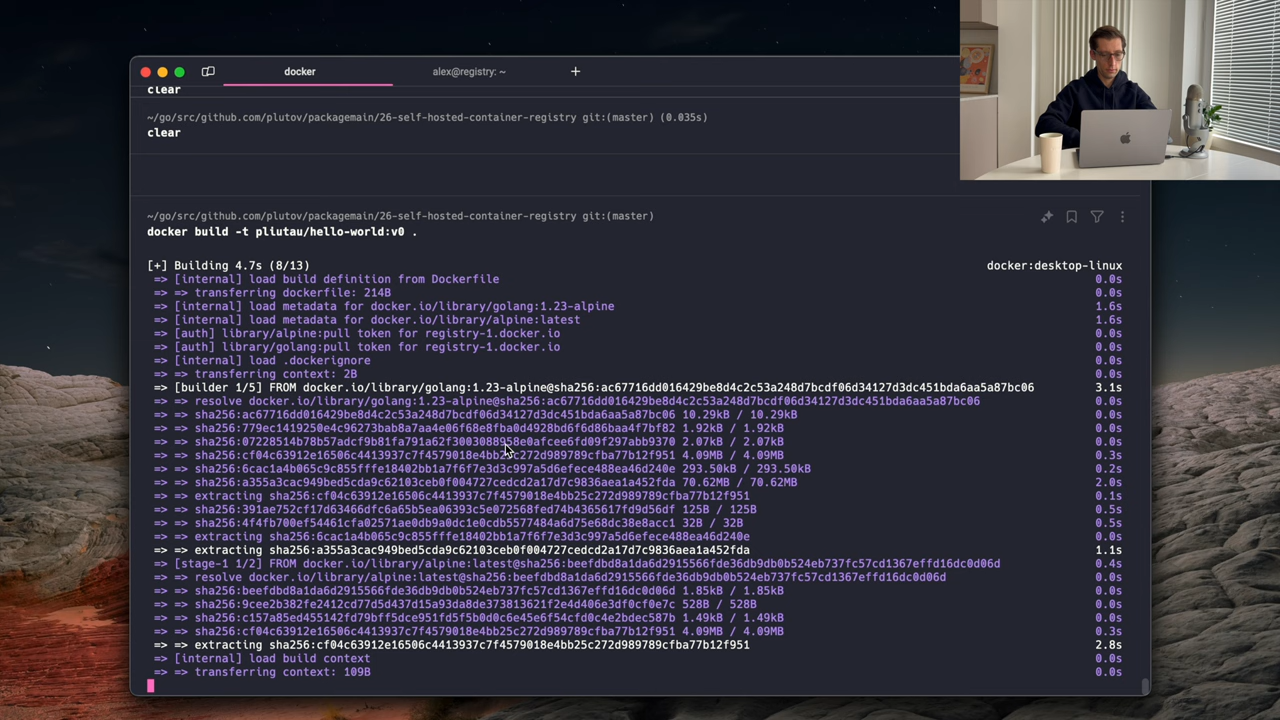 docker
alex@registry: ~
+
clear
~/go/src/github.com/plutov/packagemain/26-self-hosted-container-registry git:(master) (0.035s)
clear
~/go/src/github.com/plutov/packagemain/26-self-hosted-container-registry git:(master)
docker build -t pliutau/hello-world:v0 .
[+] Building 4.7s (8/13) docker:desktop-linux
=> [internal] load build definition from Dockerfile 0.0s
=> => transferring dockerfile: 214B 0.0s
=> [internal] load metadata for docker.io/library/golang:1.23-alpine 1.6s
=> [internal] load metadata for docker.io/library/alpine:latest 1.6s
=> [auth] library/alpine:pull token for registry-1.docker.io 0.0s
=> [auth] library/golang:pull token for registry-1.docker.io 0.0s
=> [internal] load .dockerignore 0.0s
=> => transferring context: 2B 0.0s
=> [builder 1/5] FROM docker.io/library/golang:1.23-alpine@sha256:ac67716dd016429be8d4c2c53a248d7bcdf06d34127d3dc451bda6aa5a87bc06 3.1s
=> => resolve docker.io/library/golang:1.23-alpine@sha256:ac67716dd016429be8d4c2c53a248d7bcdf06d34127d3dc451bda6aa5a87bc06 0.0s
=> => sha256:ac67716dd016429be8d4c2c53a248d7bcdf06d34127d3dc451bda6aa5a87bc06 10.29kB / 10.29kB 0.0s
=> => sha256:779ec1419250e4c96273bab8a7aa4e06f68e8fba0d4928bd6f6d86baa4f7bf82 1.92kB / 1.92kB 0.0s
=> => 2.07kB / 2.07kB 0.0s
=> => sha256:cf04c63912e16506c4413937c7f4579018e4bb25c272d989789cfba77b12f951 4.09MB / 4.09MB 0.3s
=> => sha256:6cac1a4b065c9c855fffe18402bb1a7f6f7e3d3c997a5d6efece488ea46d240e 293.50kB / 293.50kB 0.2s
=> => sha256:a355a3cac949bed5cda9c62103ceb0f004727cedcd2a17d7c9836aea1a452fda 70.62MB / 70.62MB 2.0s
=> => extracting sha256:cf04c63912e16506c4413937c7f4579018e4bb25c272d989789cfba77b12f951 0.1s
=> => sha256:391ae752cf17d63466dfc6a65b5ea06393c5e072568fed74b4365617fd9d56df 125B / 125B 0.5s
=> => sha256:4f4fb700ef54461cfa02571ae0db9a0dc1e0cdb5577484a6d75e68dc38e8acc1 32B / 32B 0.5s
=> => extracting sha256:6cac1a4b065c9c855fffe18402bb1a7f6f7e3d3c997a5d6efece488ea46d240e 0.0s
=> => extracting sha256:a355a3cac949bed5cda9c62103ceb0f004727cedcd2a17d7c9836aea1a452fda 1.1s
=> [stage-1 1/2] FROM docker.io/library/alpine:latest@sha256:beefdbd8a1da6d2915566fde36db9db0b524eb737fc57cd1367effd16dc0d06d 0.4s
=> => resolve docker.io/library/alpine:latest@sha256:beefdbd8a1da6d2915566fde36db9db0b524eb737fc57cd1367effd16dc0d06d 0.0s
=> => sha256:beefdbd8a1da6d2915566fde36db9db0b524eb737fc57cd1367effd16dc0d06d 1.85kB / 1.85kB 0.0s
=> => sha256:9cee2b382fe2412cd77d5d437d15a93da8de373813621f2e4d406e3df0cf0e7c 528B / 528B 0.0s
=> => sha256:c157a85ed455142fd79bff5dce951fd5f5b0d0c6e45e6f54cfd0c4e2bdec587b 1.49kB / 1.49kB 0.0s
=> => sha256:cf04c63912e16506c4413937c7f4579018e4bb25c272d989789cfba77b12f951 4.09MB / 4.09MB 0.3s
=> => extracting sha256:cf04c63912e16506c4413937c7f4579018e4bb25c272d989789cfba77b12f951 2.8s
=> [internal] load build context 0.0s
=> => transferring context: 109B 0.0s